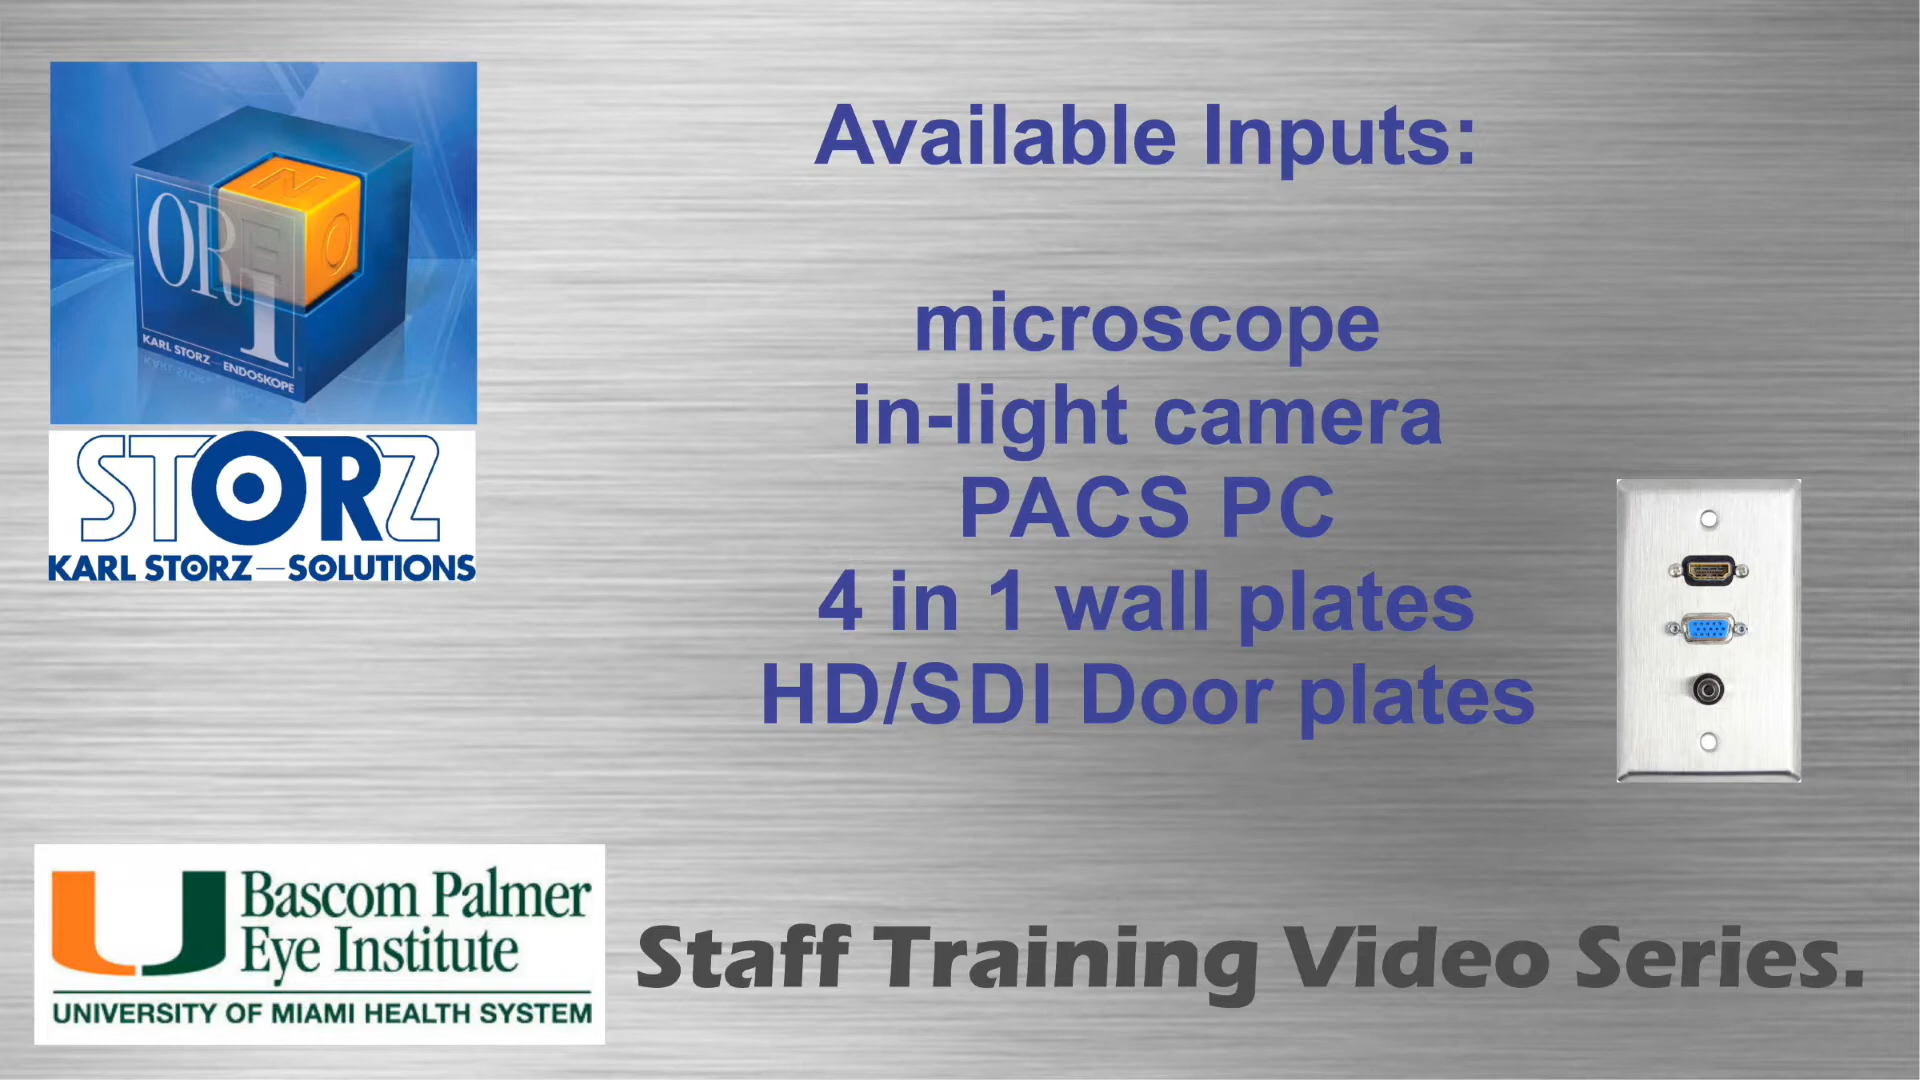 OR1
NEO
KARL STORZ—ENDOSKOPE
STORZ
KARL STORZ—SOLUTIONS
Available Inputs:
microscope
in-light camera
PACS PC
4 in 1 wall plates
HD/SDI Door plates
Bascom Palmer
Eye Institute
UNIVERSITY OF MIAMI HEALTH SYSTEM
Staff Training Video Series.